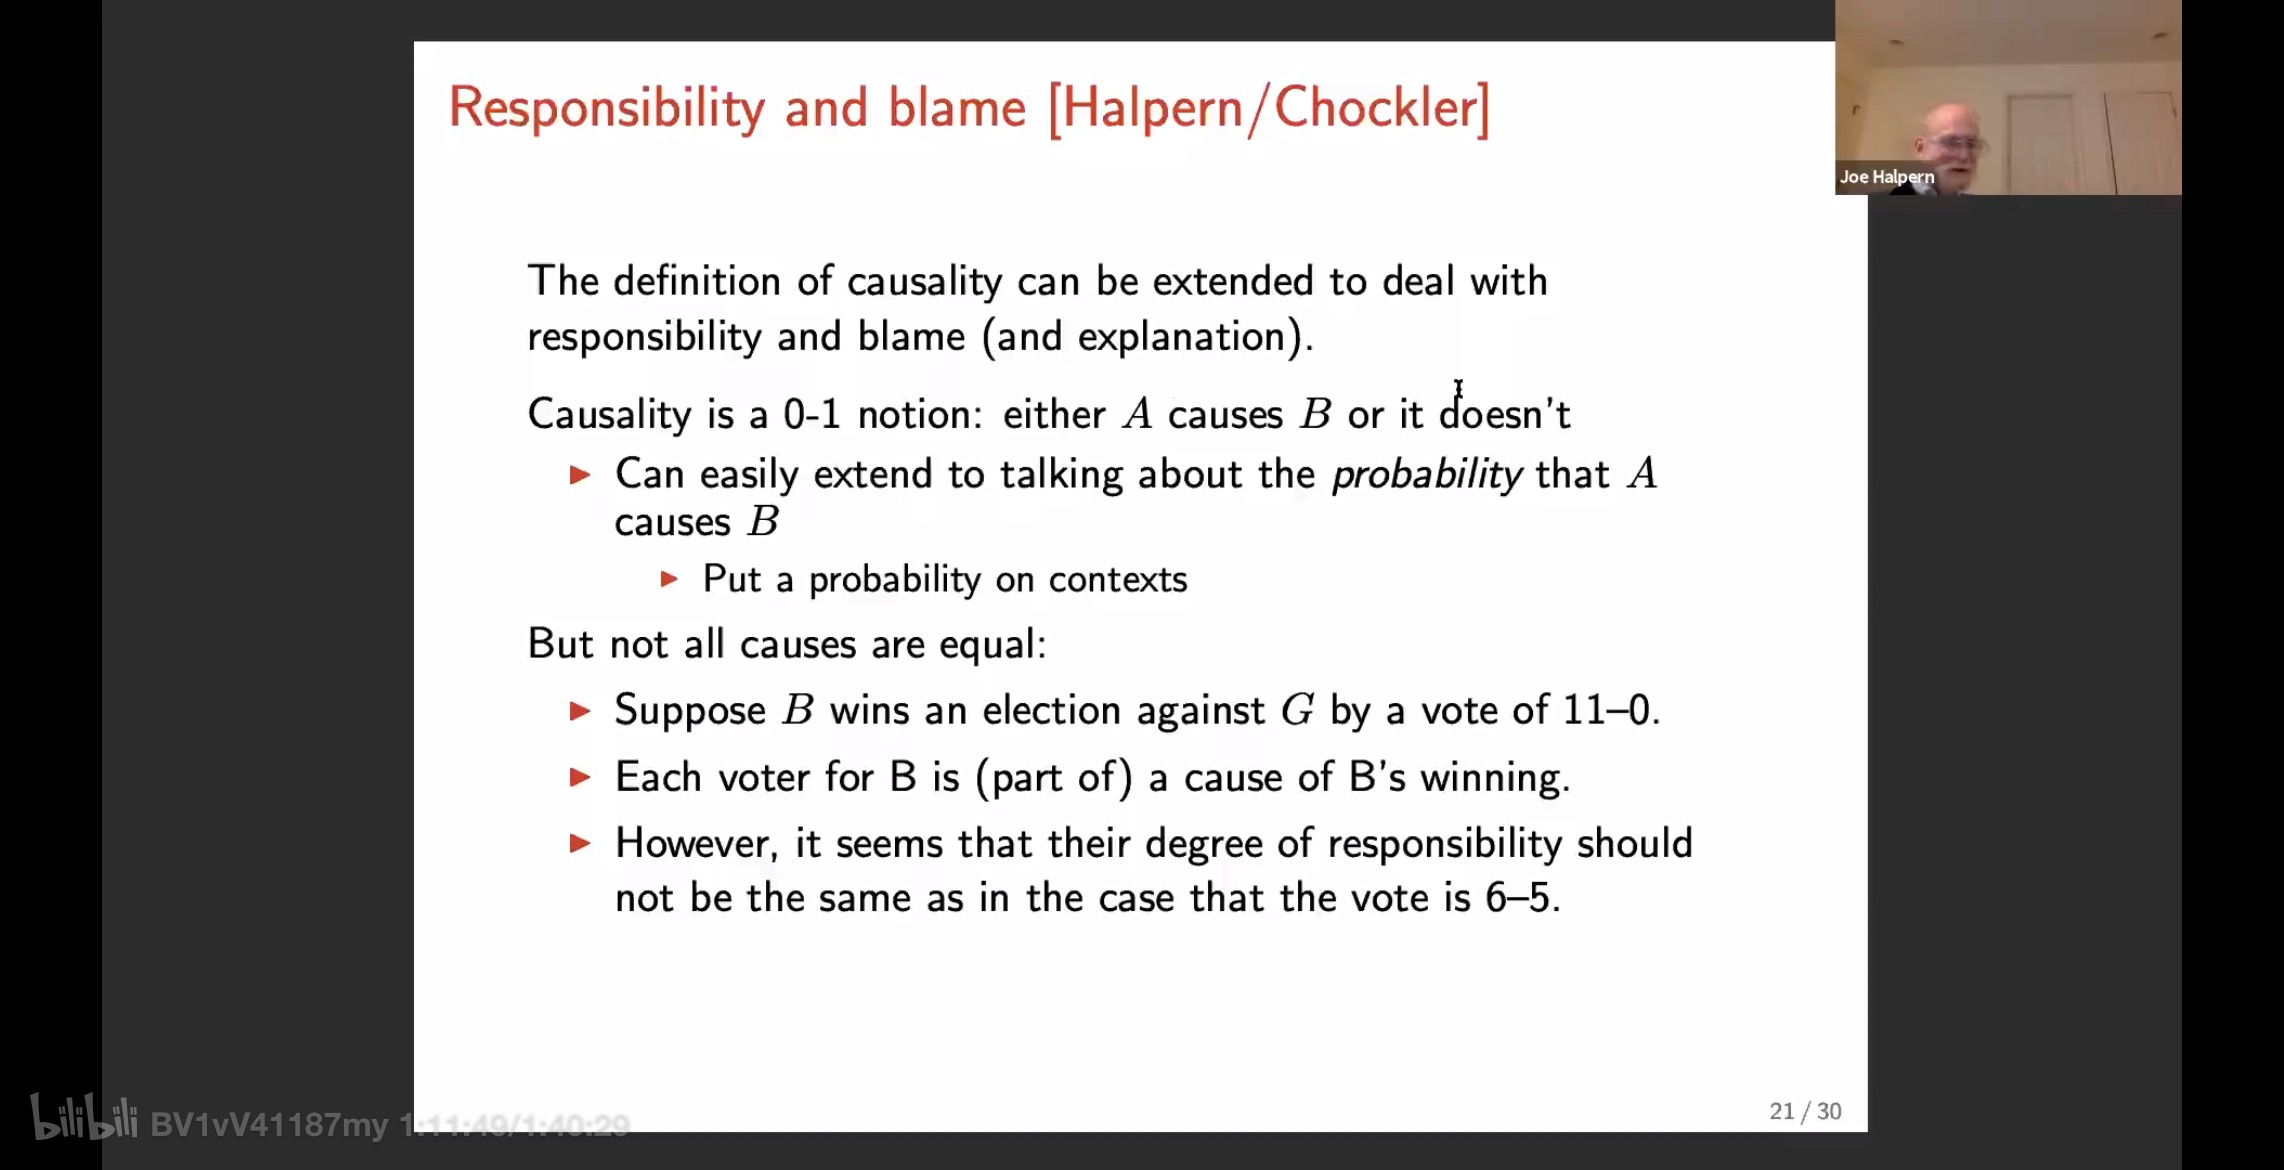 Responsibility and blame [Halpern/Chockler]
Joe Halpern
The definition of causality can be extended to deal with
responsibility and blame (and explanation).
Causality is a 0-1 notion: either A causes B or it doesn't
Can easily extend to talking about the probability that A
causes B
Put a probability on contexts
But not all causes are equal:
Suppose B wins an election against G by a vote of 11–0.
Each voter for B is (part of) a cause of B's winning.
However, it seems that their degree of responsibility should
not be the same as in the case that the vote is 6–5.
21 / 30
bilibili BV1vV41187my 1:11:49/1:40:29